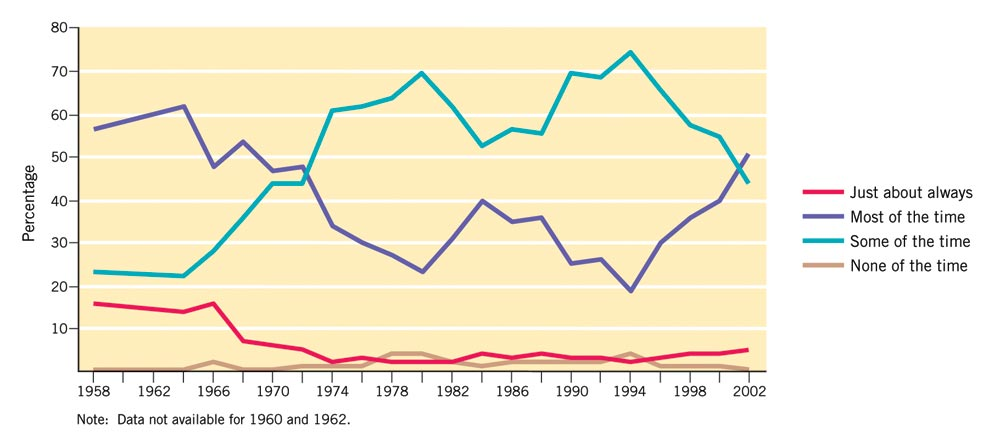 80
70
60
50
40
30
20
10
Percentage
1958 1962 1966 1970 1974 1978 1982 1986 1990 1994 1998 2002
Just about always
Most of the time
Some of the time
None of the time
Note: Data not available for 1960 and 1962.